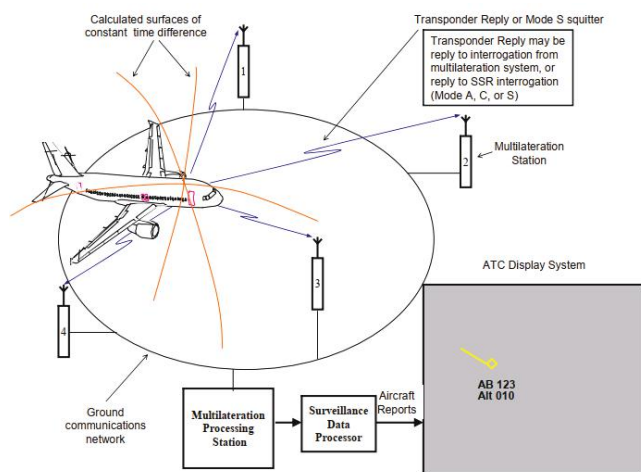 Calculated surfaces of
constant time difference
Transponder Reply or Mode S squitter
Transponder Reply may be
reply to interrogation from
multilateration system, or
reply to SSR interrogation
(Mode A, C, or S)
1
2
Multilateration
Station
3
4
ATC Display System
AB 123
Alt 010
Ground
communications
network
Multilateration
Processing
Station
Surveillance
Data
Processor
Aircraft
Reports